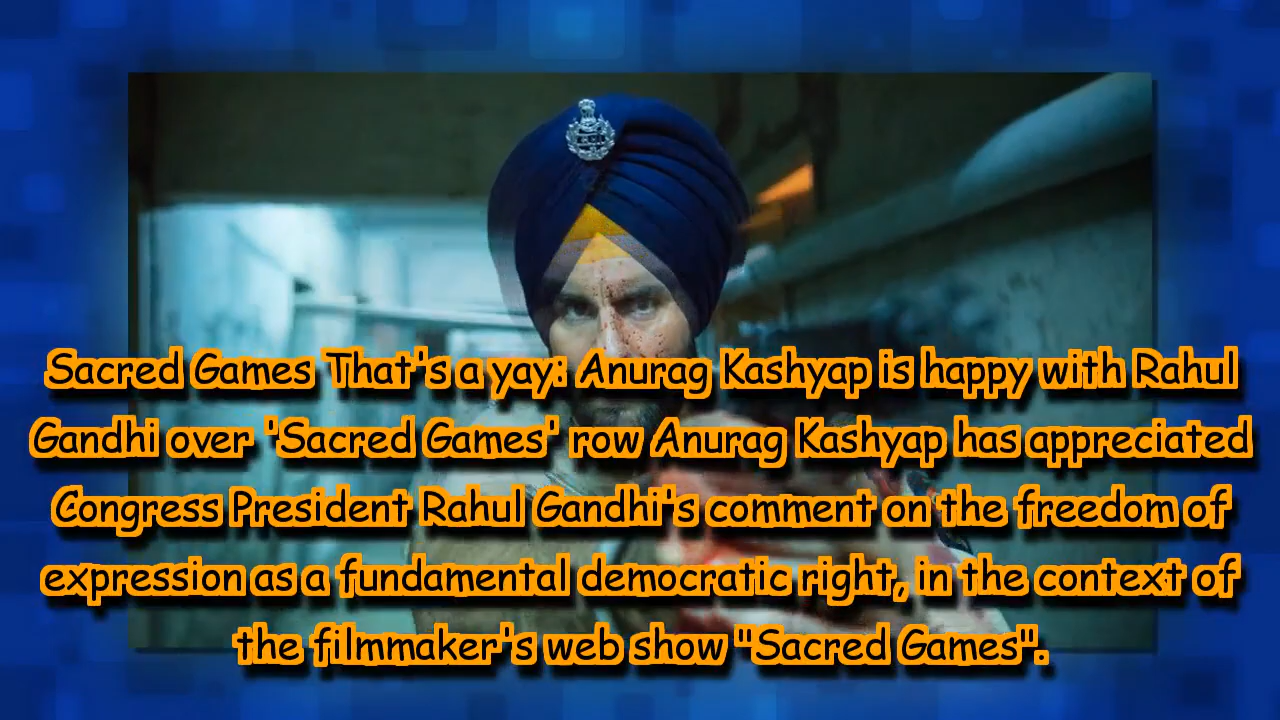 Sacred Games That's a yay: Anurag Kashyap is happy with Rahul
Gandhi over 'Sacred Games' row Anurag Kashyap has appreciated
Congress President Rahul Gandhi's comment on the freedom of
expression as a fundamental democratic right, in the context of
the filmmaker's web show "Sacred Games".